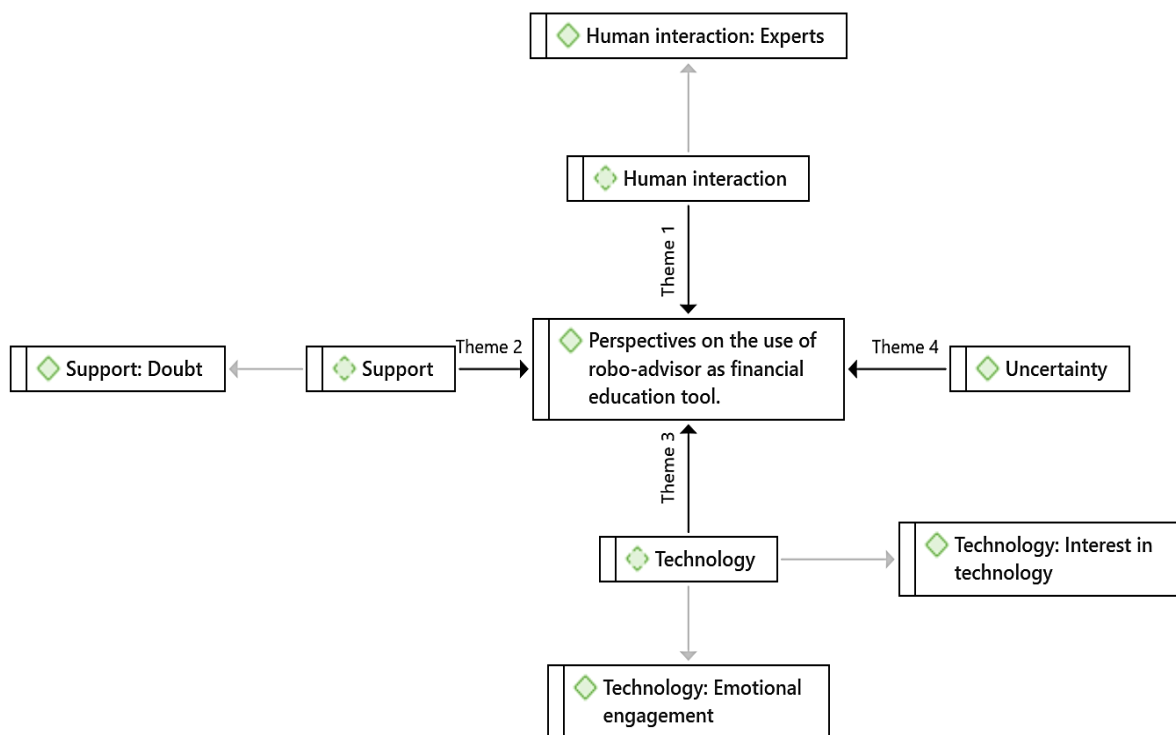 Human interaction: Experts
Human interaction
Theme 1
Support: Doubt
Support
Theme 2
Perspectives on the use of
robo-advisor as financial
education tool.
Theme 4
Uncertainty
Theme 3
Technology
Technology: Interest in
technology
Technology: Emotional
engagement